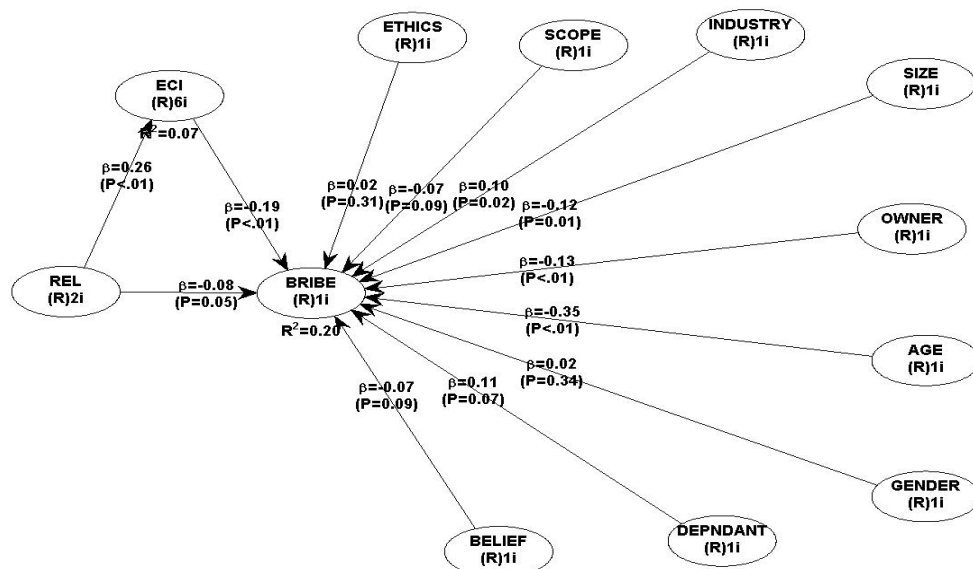 ETHICS
(R)1i
SCOPE
(R)1i
INDUSTRY
(R)1i
SIZE
(R)1i
ECI
(R)6i
R²=0.07
β=0.26
(P<.01)
β=-0.19
(P<.01)
β=0.02
(P=0.31)
β=-0.07
(P=0.09)
β=0.10
(P=0.02)
β=-0.12
(P=0.01)
OWNER
(R)1i
β=-0.13
(P<.01)
REL
(R)2i
β=-0.08
(P=0.05)
BRIBE
(R)1i
R²=0.20
β=-0.35
(P<.01)
AGE
(R)1i
β=-0.07
(P=0.09)
β=0.11
(P=0.07)
β=0.02
(P=0.34)
GENDER
(R)1i
DEPNDANT
(R)1i
BELIEF
(R)1i